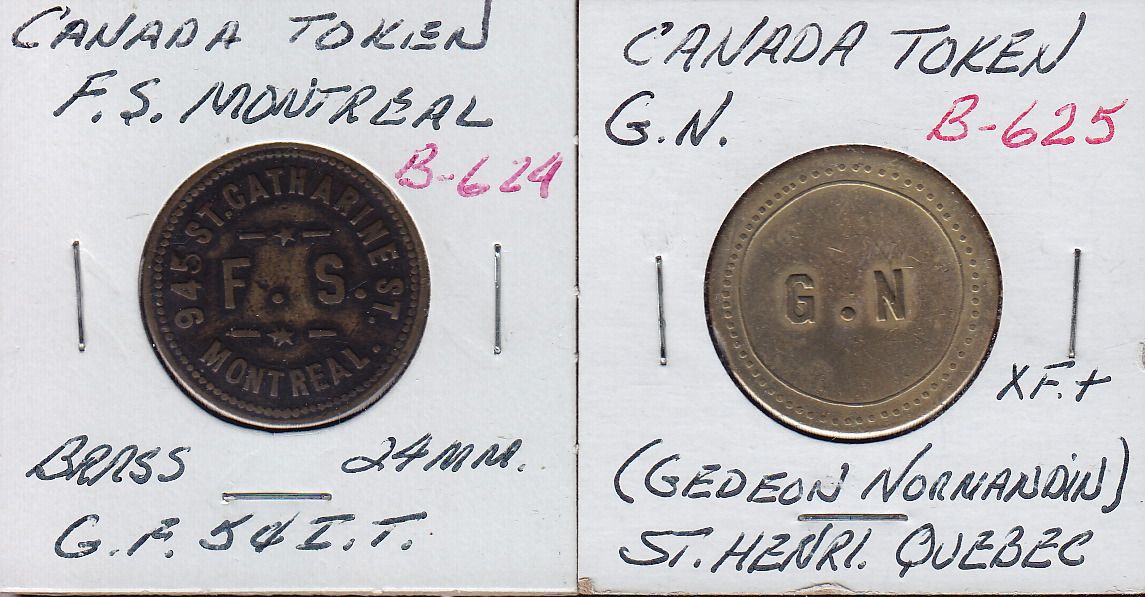 CANADA TOKEN
F.S. MONTREAL
B-624
945 ST. CATHARINE ST.
F. S.
MONTREAL.
BRASS 24MM.
G.F. 5¢ I.T.
CANADA TOKEN
G.N. B-625
G.N
XF.+
(GEDEON NORMANDIN)
ST. HENRI. QUEBEC